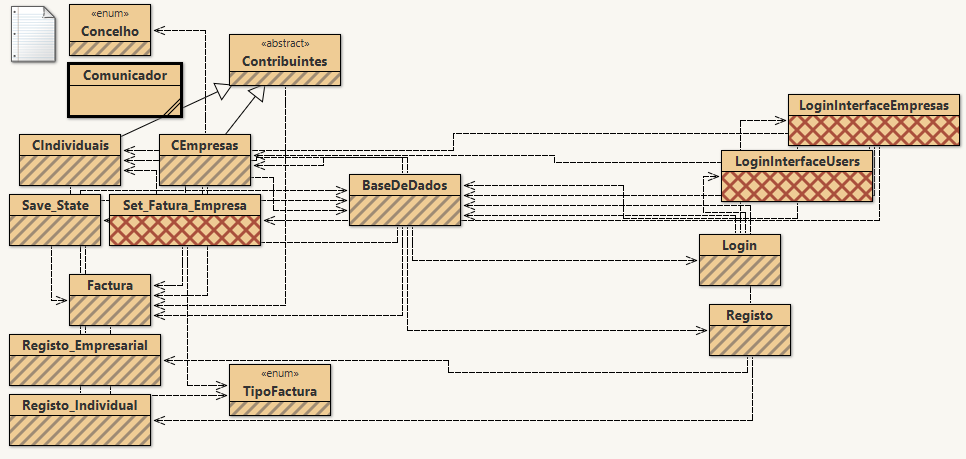 «enum»
Concelho
«abstract»
Contribuintes
Comunicador
LoginInterfaceEmpresas
CIndividuais
CEmpresas
LoginInterfaceUsers
BaseDeDados
Save_State
Set_Fatura_Empresa
Login
Factura
Registo
Registo_Empresarial
«enum»
TipoFactura
Registo_Individual